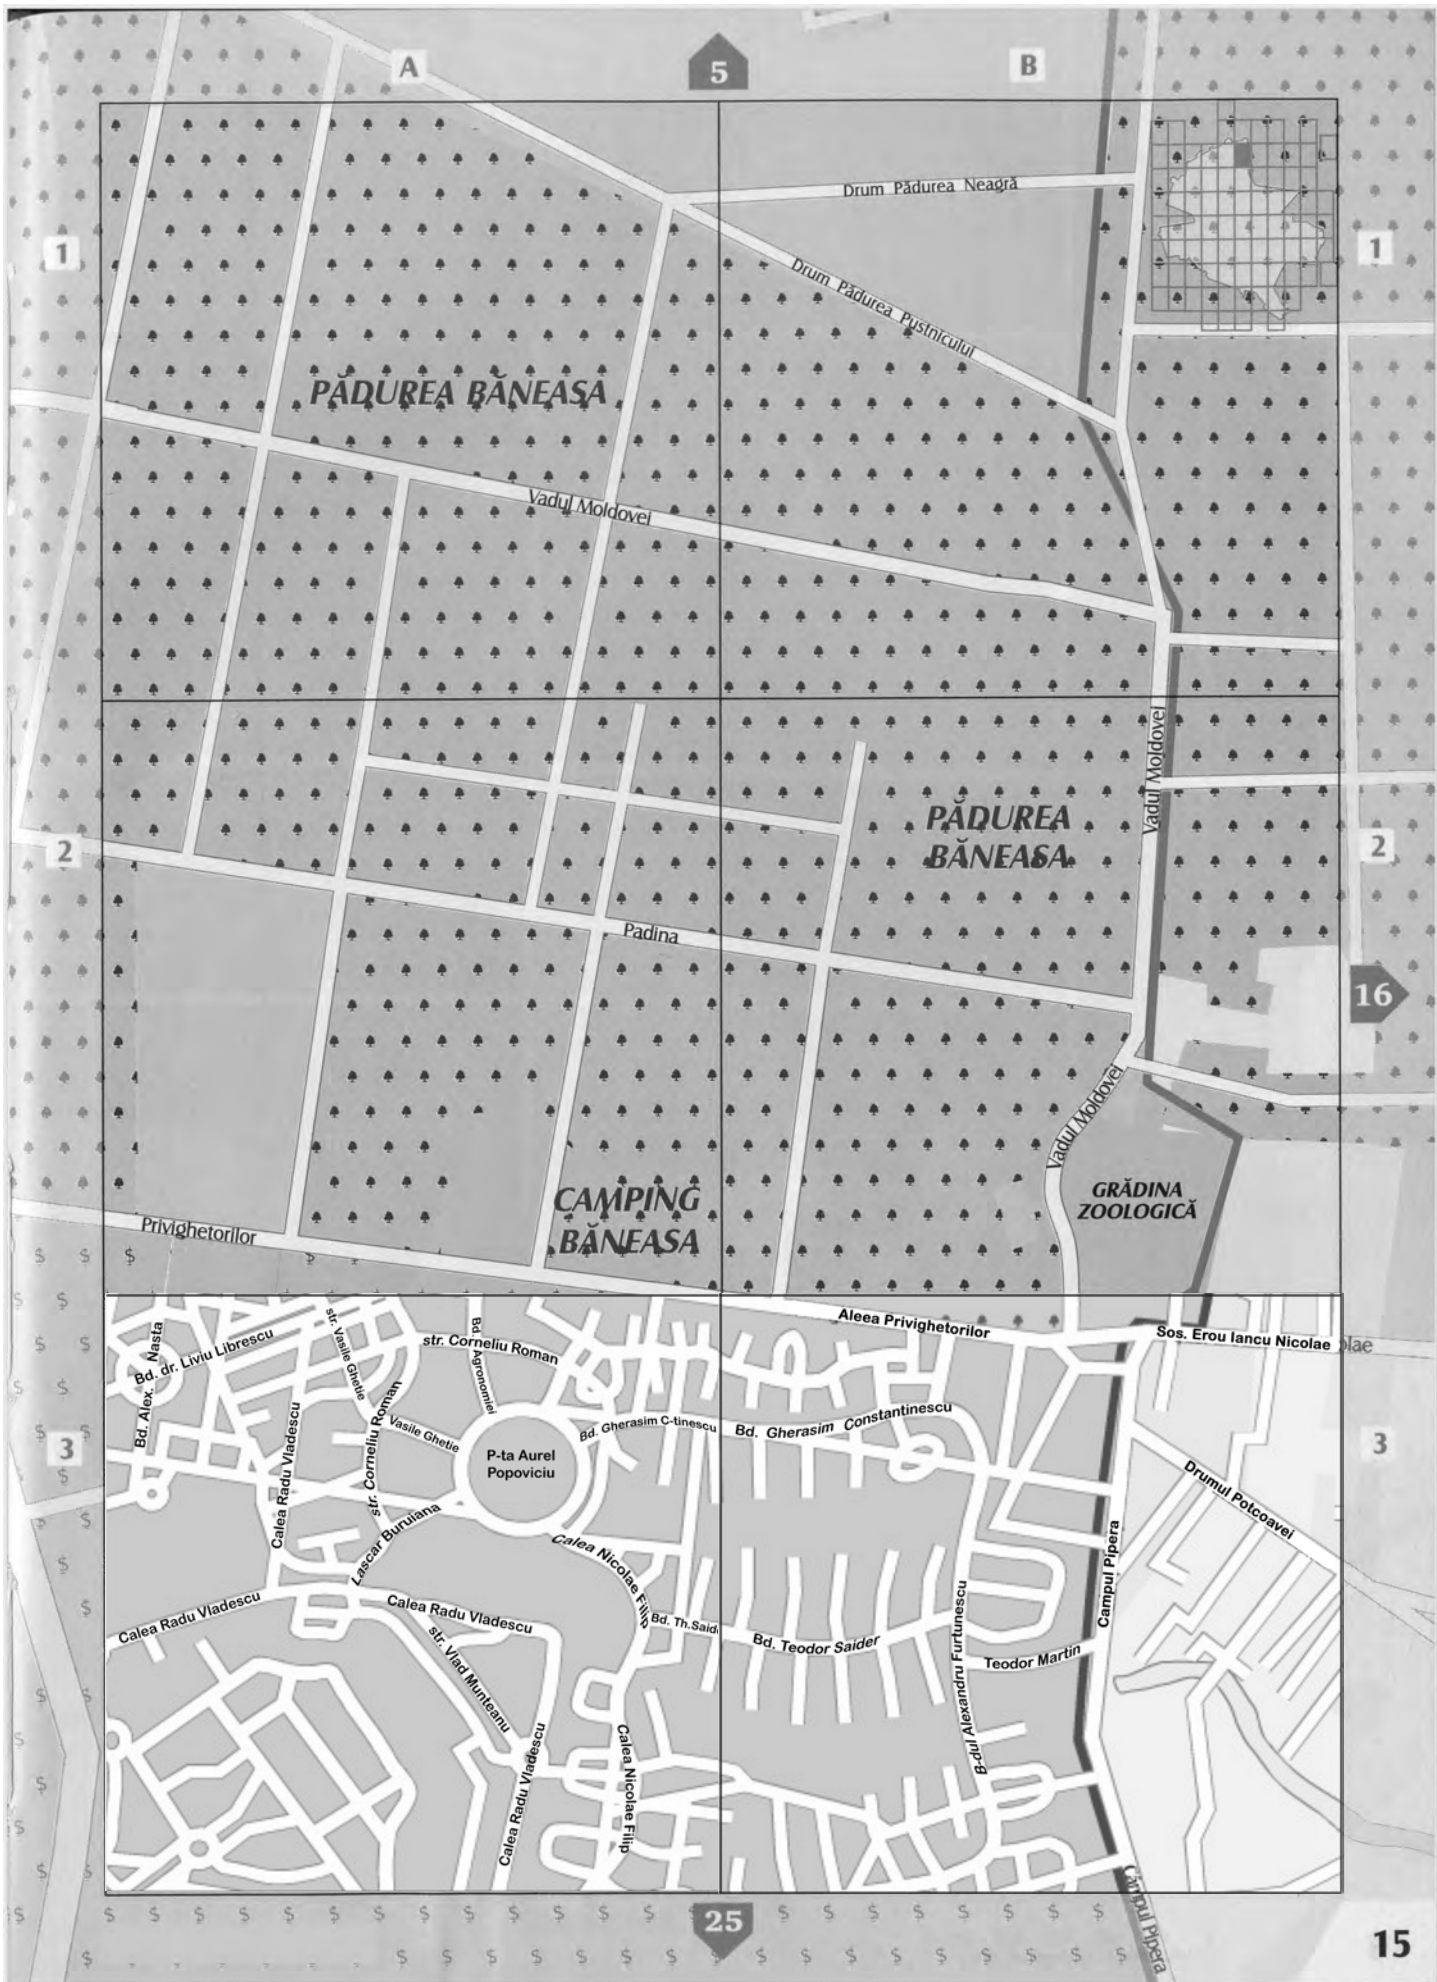 A
5
B
Drum Pădurea Neagră
1
1
Drum Pădurea Pustnicului
PĂDUREA BĂNEASA
Vadul Moldovei
Vadul Moldovei
PĂDUREA
BĂNEASA
2
2
Padina
16
Vadul Moldovei
GRĂDINA
ZOOLOGICĂ
CAMPING
BĂNEASA
Privighetorilor
Aleea Privighetorilor
Sos. Erou Iancu Nicolae
olae
Bd. Alex. Nasta
Bd. dr. Liviu Librescu
str. Vasile Ghetie
str. Corneliu Roman
Bd. Agronomiei
Bd. Gherasim C-tinescu
Bd. Gherasim Constantinescu
Vasile Ghetie
str. Corneliu Roman
Calea Radu Vladescu
P-ta Aurel
Popoviciu
3
3
Drumul Potcoavei
Lascar Buruiana
Calea Nicolae Filip
Campul Pipera
Calea Radu Vladescu
Calea Radu Vladescu
Bd. Th.Saide
Bd. Teodor Saider
Teodor Martin
B-dul Alexandru Furtunescu
str. Vlad Munteanu
Calea Radu Vladescu
Calea Nicolae Filip
Câmpul Pipera
25
15